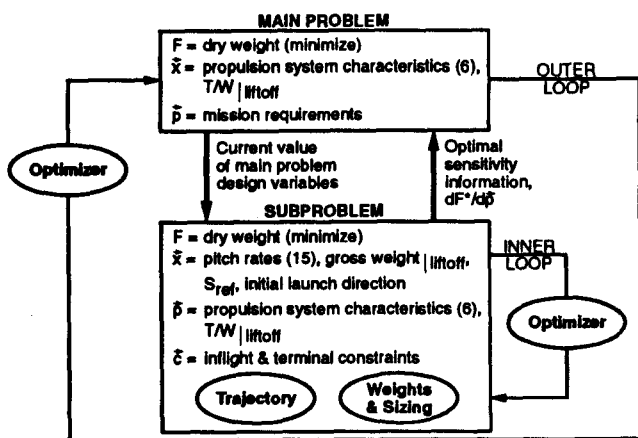 MAIN PROBLEM
F = dry weight (minimize)
x̄ = propulsion system characteristics (6),
T/W|liftoff
p̄ = mission requirements
OUTER
LOOP
Optimizer
Current value
of main problem
design variables
Optimal
sensitivity
information,
dF*/dp̄
SUBPROBLEM
F = dry weight (minimize)
x̄ = pitch rates (15), gross weight|liftoff,
Sref, initial launch direction
p̄ = propulsion system characteristics (6),
T/W|liftoff
c̄ = inflight & terminal constraints
INNER
LOOP
Optimizer
Trajectory
Weights
& Sizing